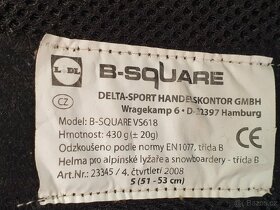 LIDL
B-SQUARE
CZ
DELTA-SPORT HANDELSKONTOR GMBH
Wragekamp 6 • D-22397 Hamburg
Model: B-SQUARE VS618
Hmotnost: 430 g (± 20g)
Odzkoušeno podle normy EN1077, třída B
Helma pro alpinské lyžaře a snowboardery - třída B
Art.-Nr.: 23345 / 4. čtvrtletí 2008
S (51 - 53 cm)
CE